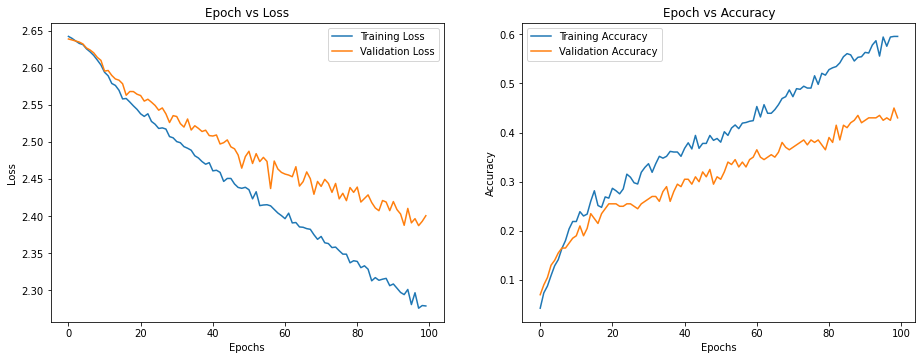 Epoch vs Loss
2.65
2.60
2.55
2.50
2.45
2.40
2.35
2.30
Loss
Training Loss
Validation Loss
0 20 40 60 80 100
Epochs
Epoch vs Accuracy
0.6
0.5
0.4
0.3
0.2
0.1
Accuracy
Training Accuracy
Validation Accuracy
0 20 40 60 80 100
Epochs